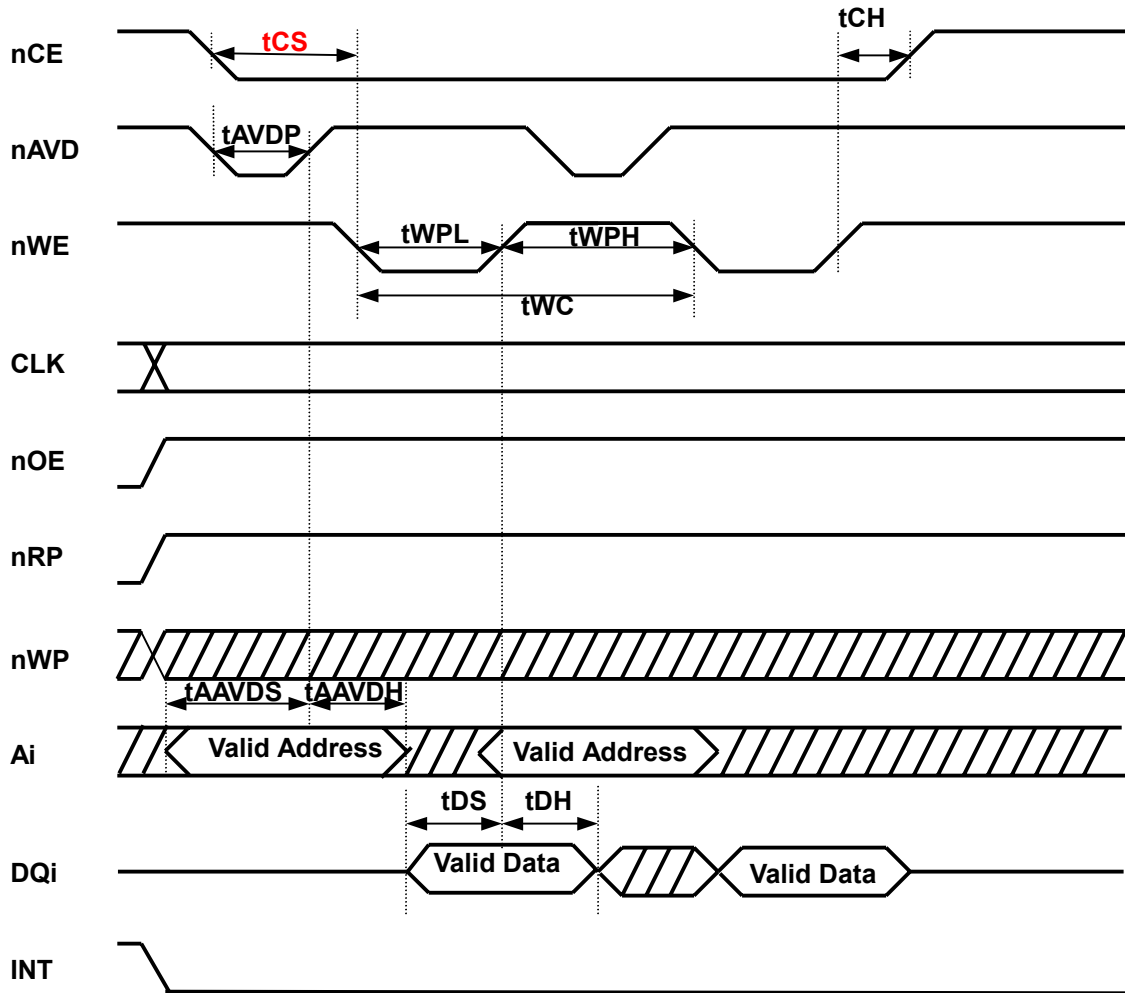 tCH
nCE
tCS
nAVD
tAVDP
nWE
tWPL
tWPH
tWC
CLK
nOE
nRP
nWP
tAAVDS
tAAVDH
Ai
Valid Address
Valid Address
tDS
tDH
DQi
Valid Data
Valid Data
INT